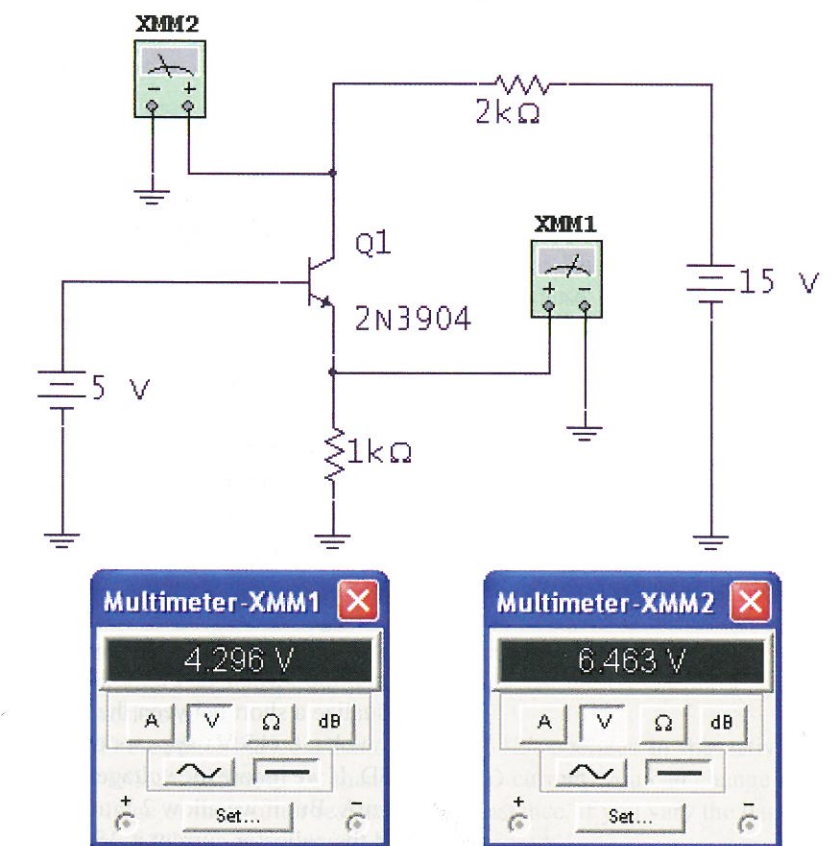 XMM2
2kΩ
XMM1
Q1
15 V
2N3904
5 V
1kΩ
Multimeter-XMM1
4.296 V
A V Ω dB
+ −
Set...
Multimeter-XMM2
6.463 V
A V Ω dB
+ −
Set...